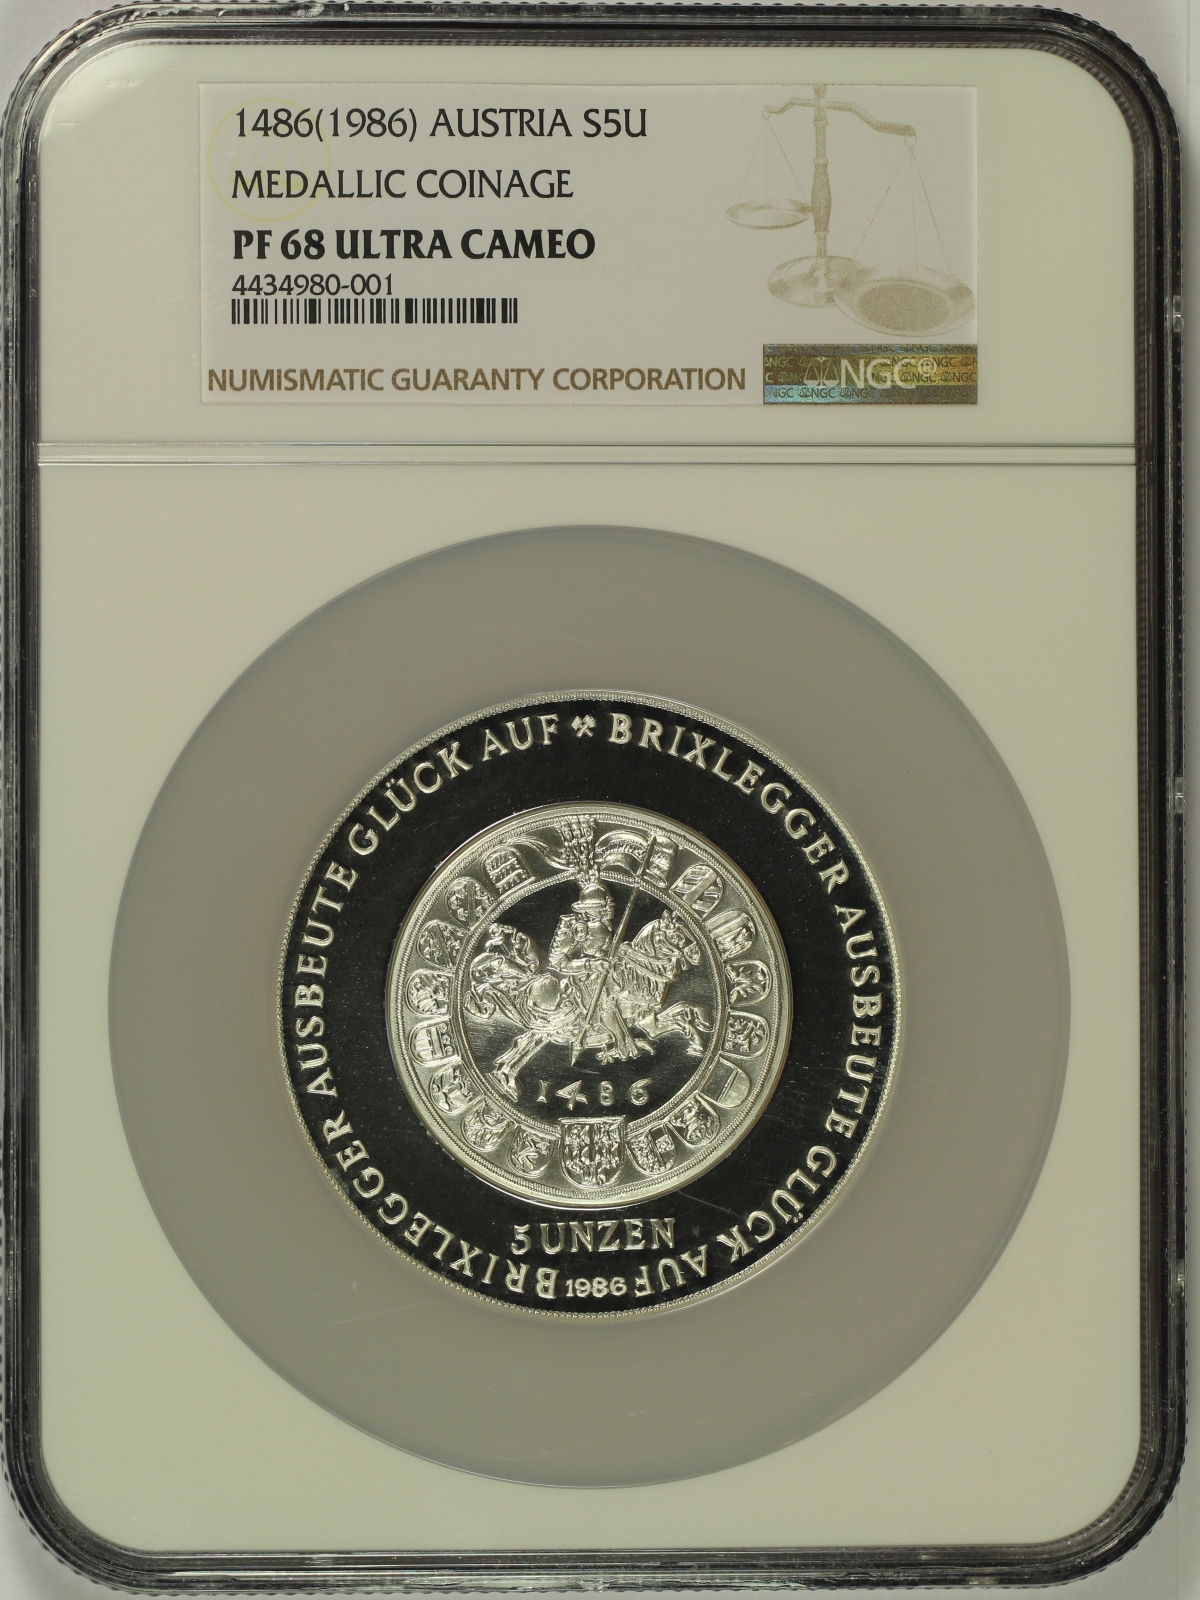 1486(1986) AUSTRIA S5U
MEDALLIC COINAGE
PF 68 ULTRA CAMEO
4434980-001
NUMISMATIC GUARANTY CORPORATION
NGC®
BRIXLEGGER AUSBEUTE GLÜCK AUF
BRIXLEGGER AUSBEUTE GLÜCK AUF
1486
5 UNZEN
1986